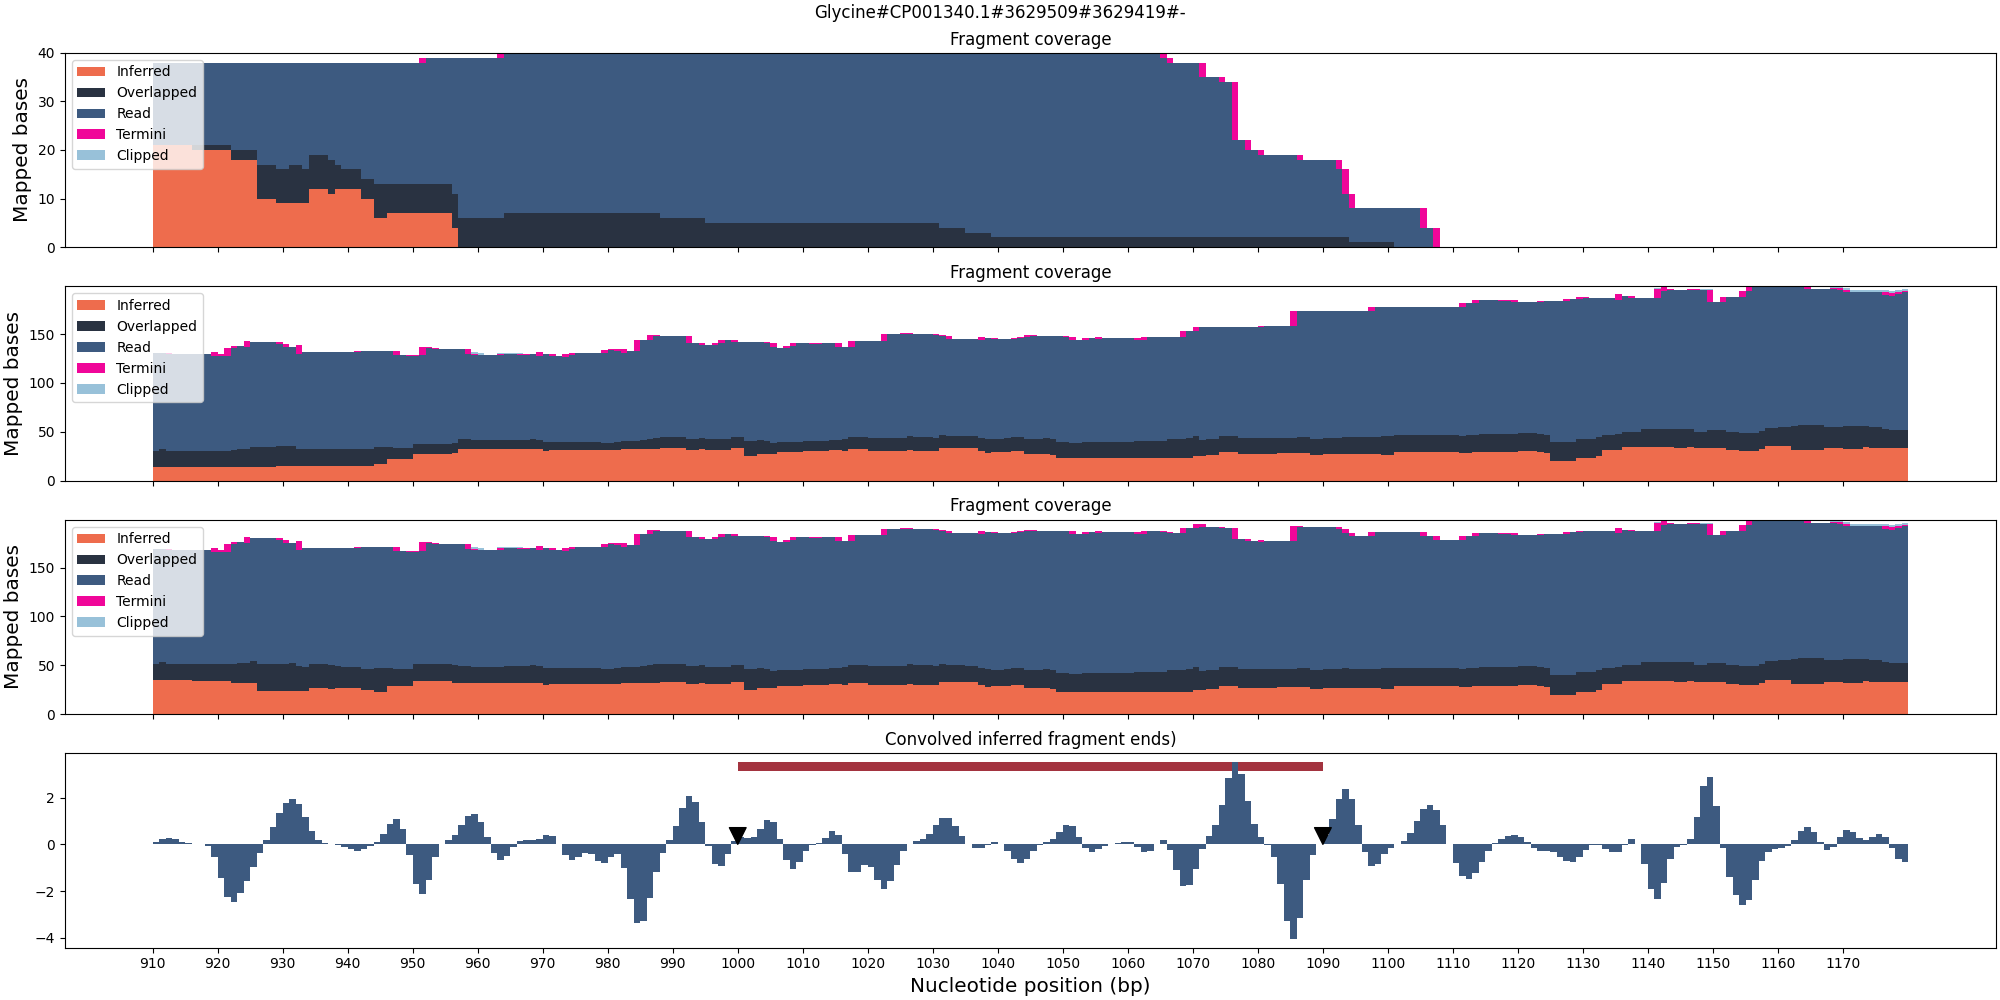 Glycine#CP001340.1#3629509#3629419#-
Fragment coverage
Mapped bases
40
30
20
10
0
Inferred
Overlapped
Read
Termini
Clipped
Fragment coverage
Mapped bases
150
100
50
0
Inferred
Overlapped
Read
Termini
Clipped
Fragment coverage
Mapped bases
150
100
50
0
Inferred
Overlapped
Read
Termini
Clipped
Convolved inferred fragment ends)
2
0
−2
−4
910 920 930 940 950 960 970 980 990 1000 1010 1020 1030 1040 1050 1060 1070 1080 1090 1100 1110 1120 1130 1140 1150 1160 1170
Nucleotide position (bp)